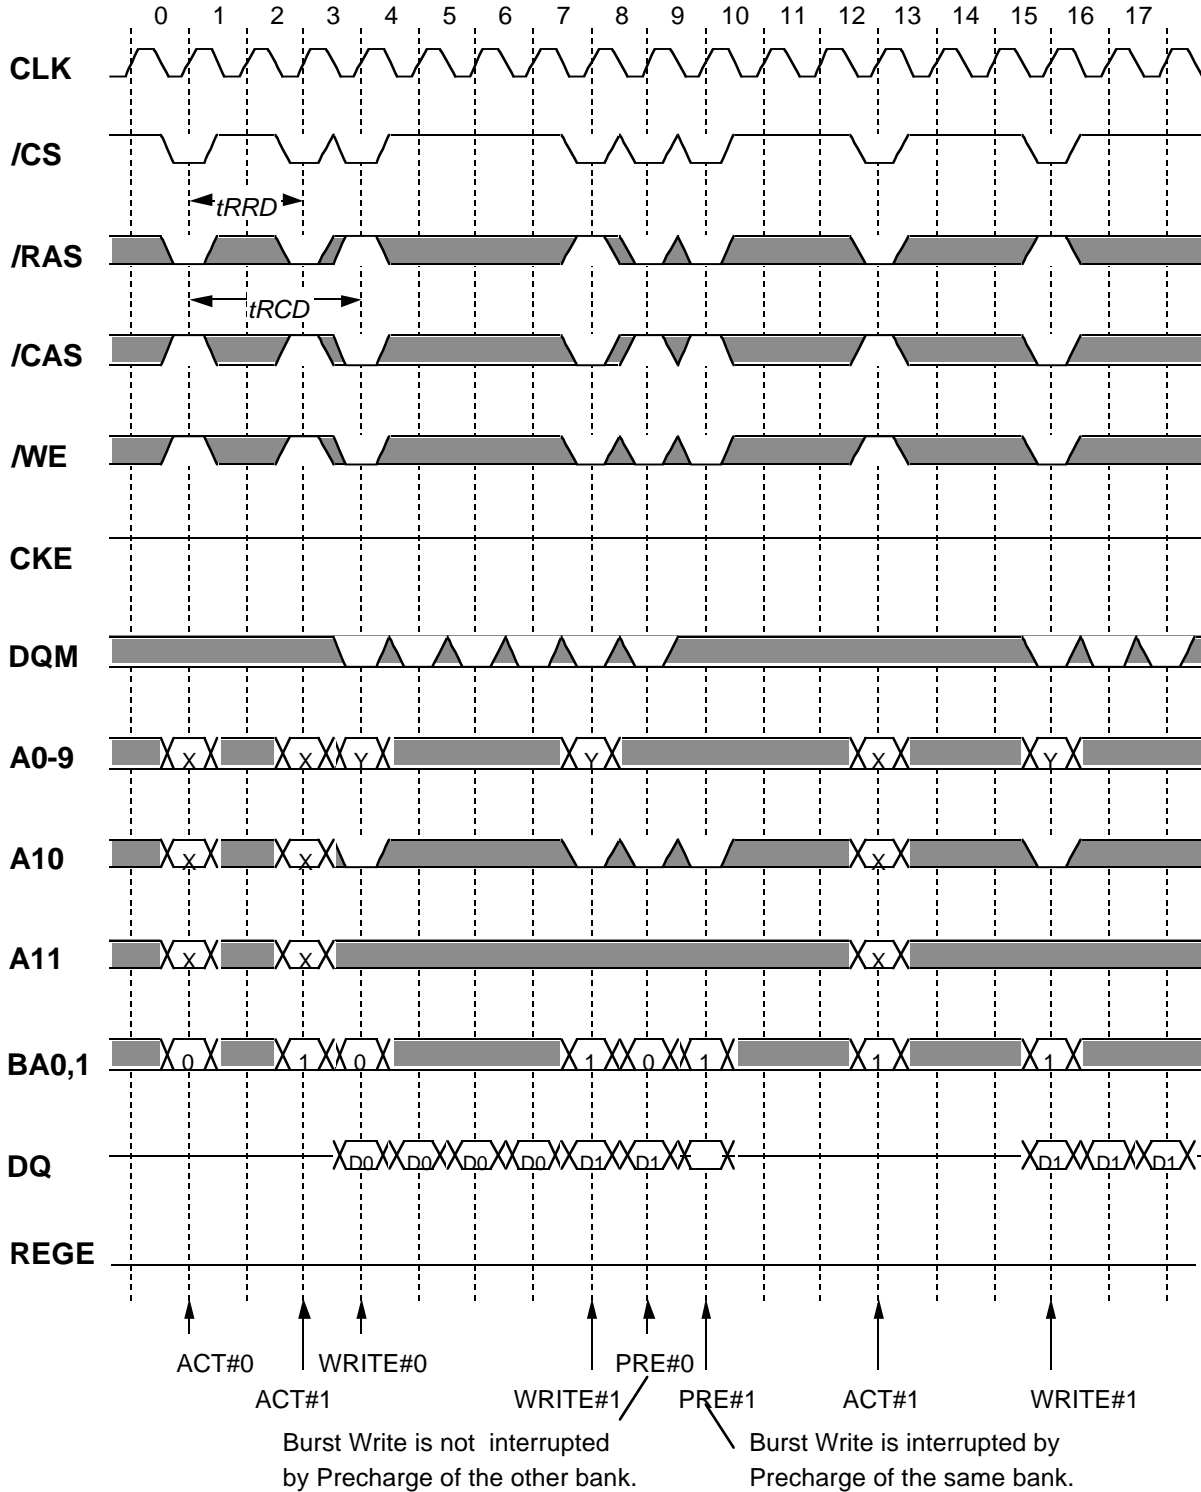 0 1 2 3 4 5 6 7 8 9 10 11 12 13 14 15 16 17
CLK
/CS
tRRD
/RAS
tRCD
/CAS
/WE
CKE
DQM
A0-9 X X Y Y X Y
A10 X X X
A11 X X X
BA0,1 0 1 0 1 0 1 1 1
DQ D0 D0 D0 D0 D1 D1 D1 D1 D1
REGE
ACT#0 WRITE#0 PRE#0
ACT#1 WRITE#1 PRE#1 ACT#1 WRITE#1
Burst Write is not interrupted
by Precharge of the other bank.
Burst Write is interrupted by
Precharge of the same bank.